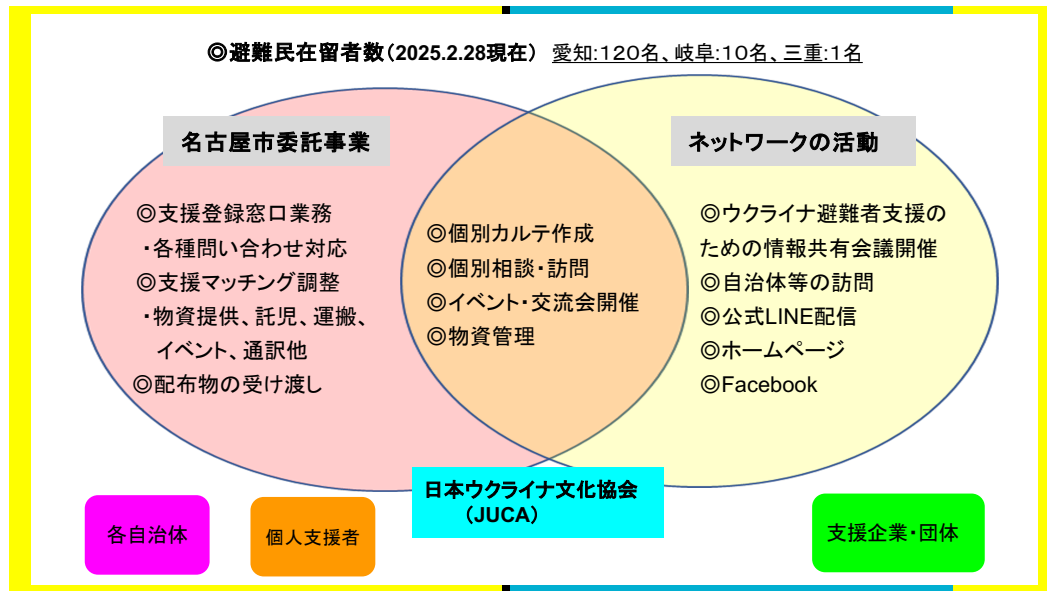 ◎避難民在留者数（2025.2.28現在） 愛知:120名、岐阜:10名、三重:1名
名古屋市委託事業
◎支援登録窓口業務
・各種問い合わせ対応
◎支援マッチング調整
・物資提供、託児、運搬、
イベント、通訳他
◎配布物の受け渡し
◎個別カルテ作成
◎個別相談・訪問
◎イベント・交流会開催
◎物資管理
ネットワークの活動
◎ウクライナ避難者支援の
ための情報共有会議開催
◎自治体等の訪問
◎公式LINE配信
◎ホームページ
◎Facebook
日本ウクライナ文化協会
（JUCA）
各自治体
個人支援者
支援企業・団体